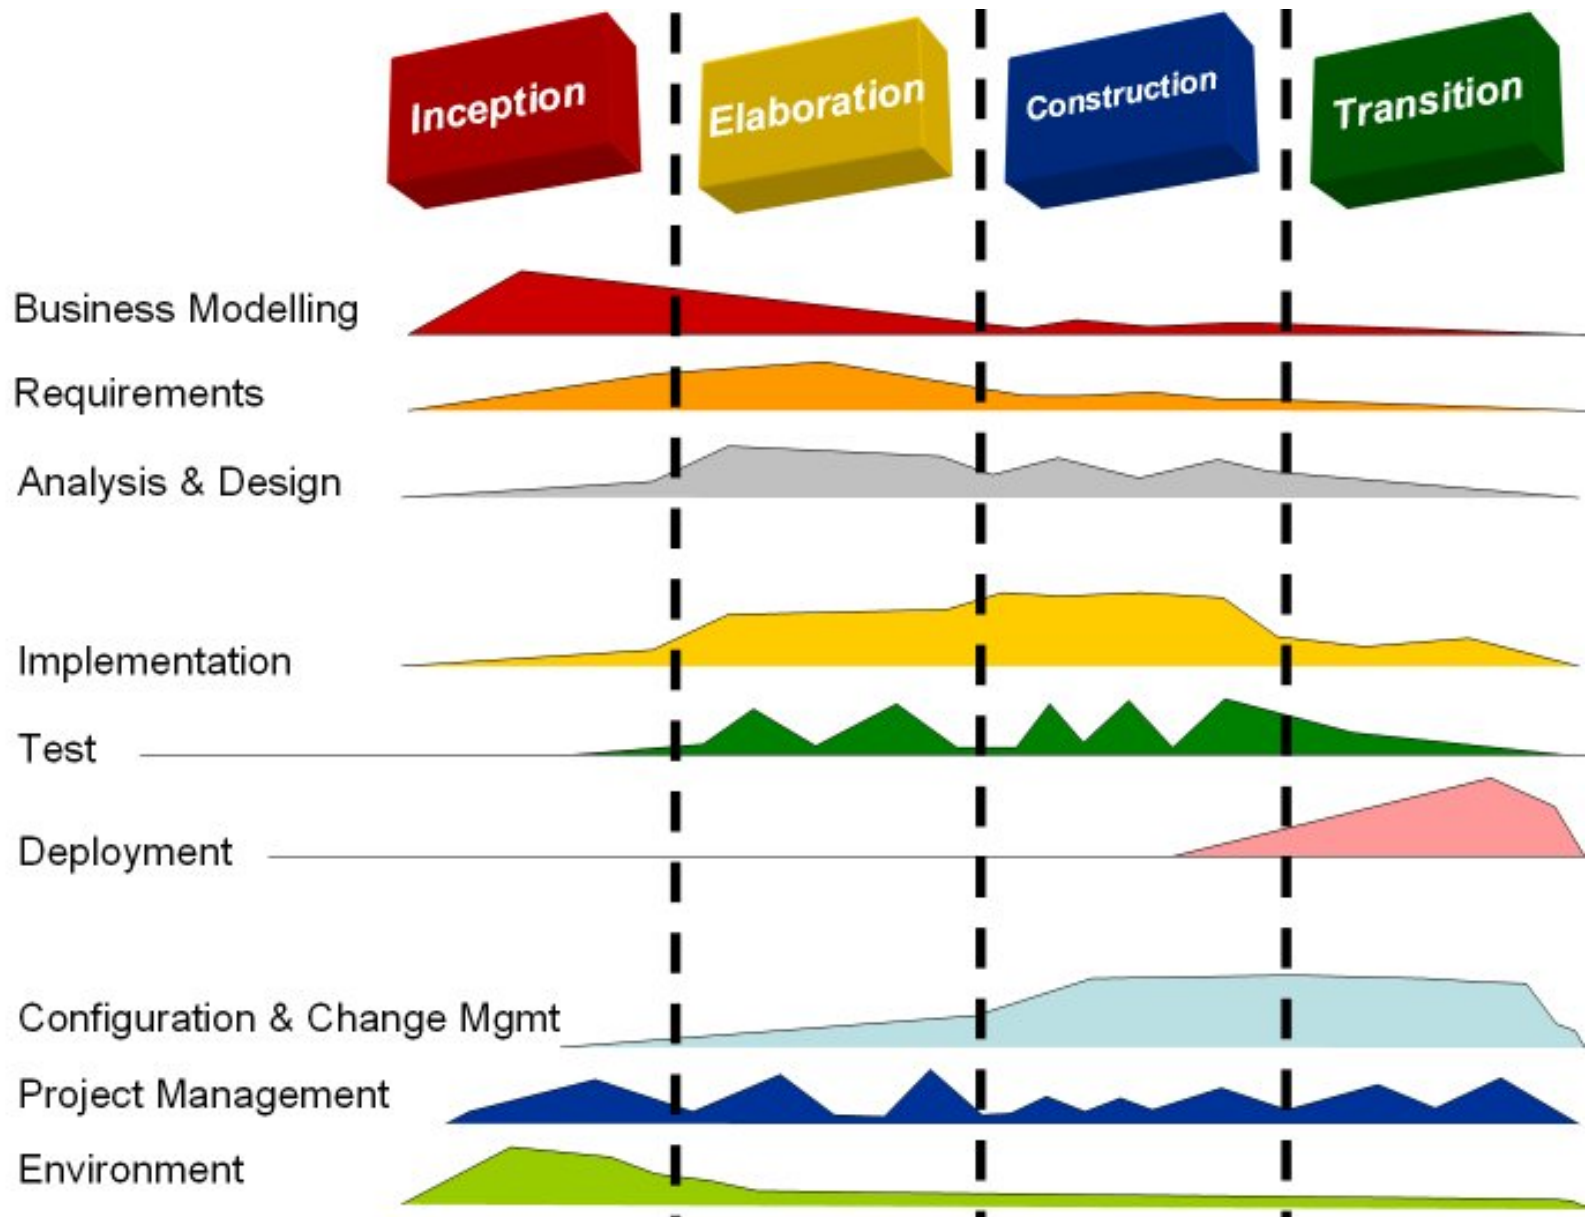 Inception
Elaboration
Construction
Transition
Business Modelling
Requirements
Analysis & Design
Implementation
Test
Deployment
Configuration & Change Mgmt
Project Management
Environment